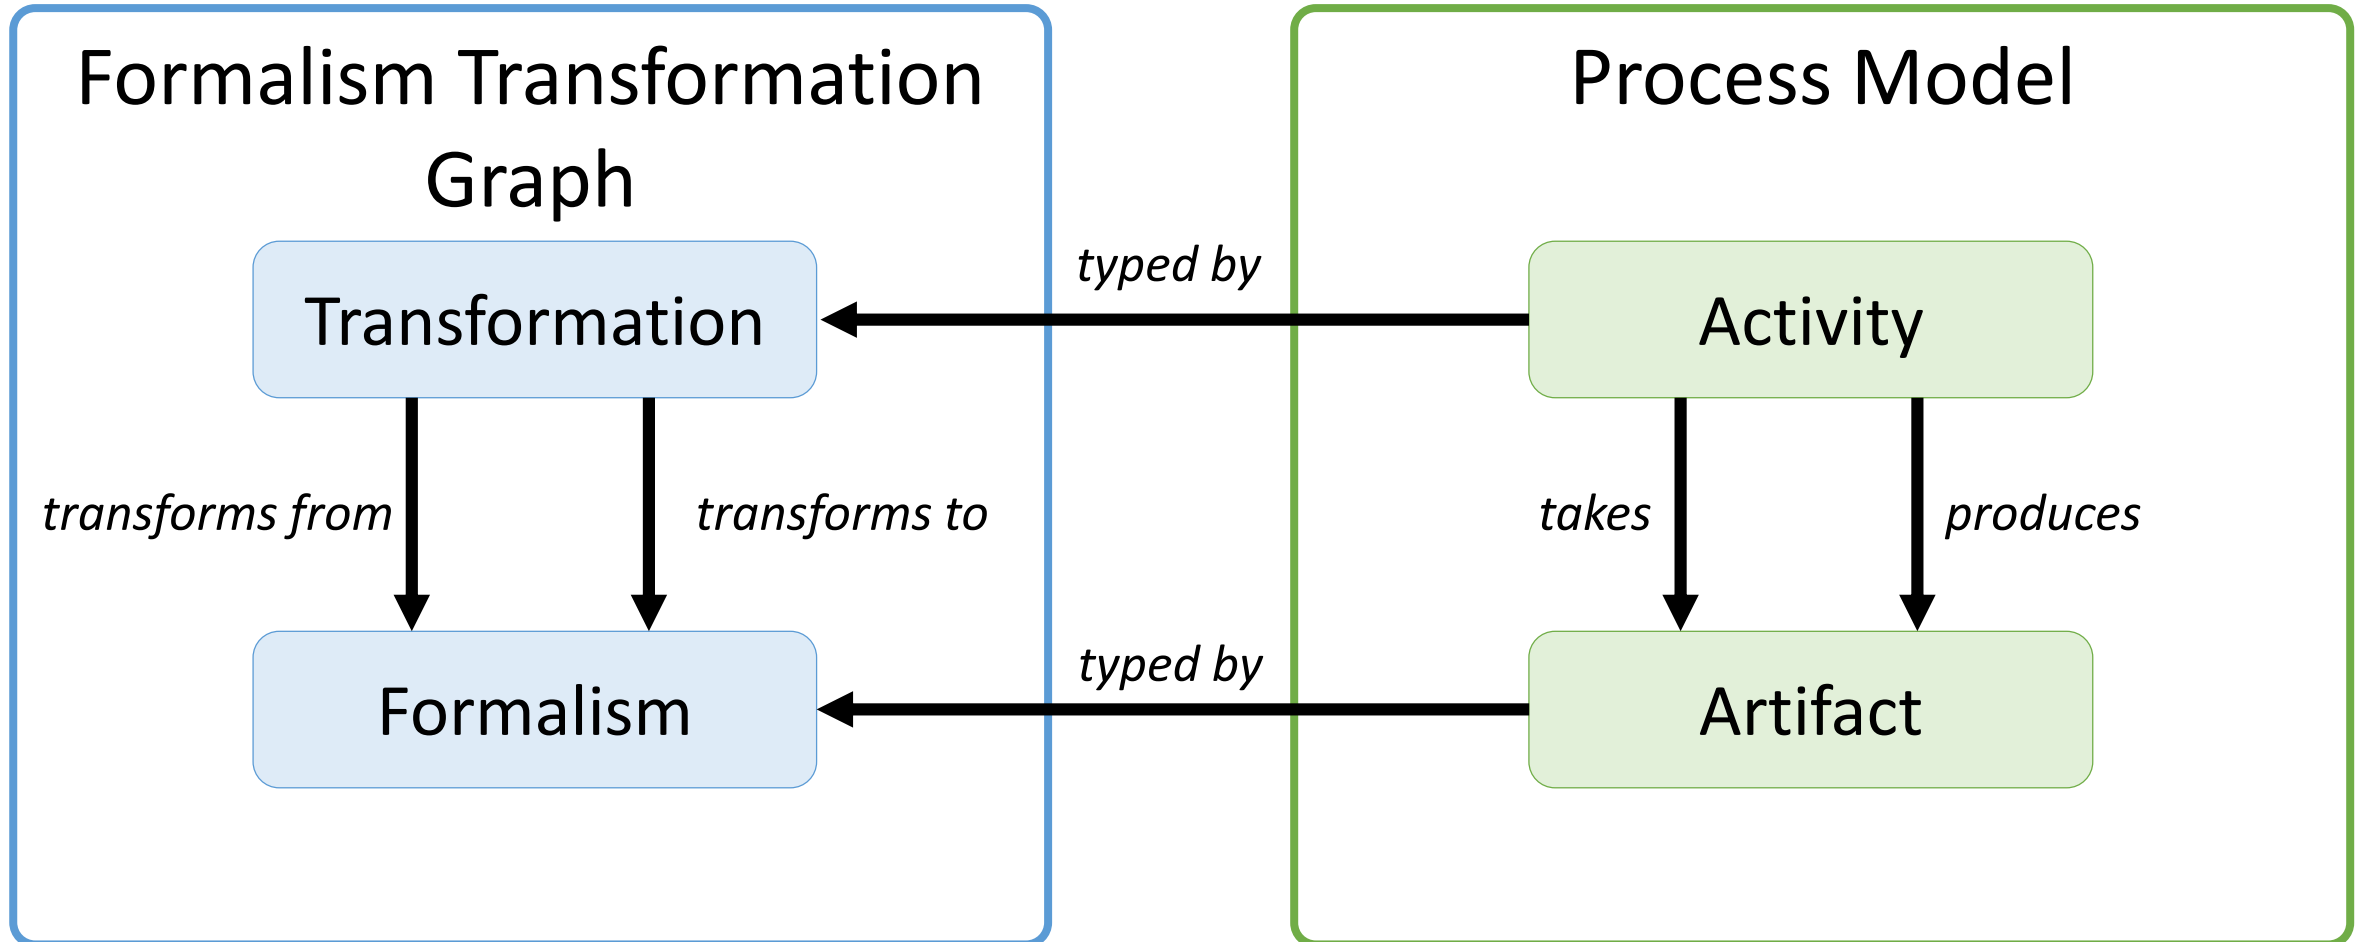 Formalism Transformation
Graph
Process Model
typed by
Transformation
Activity
transforms from
transforms to
takes
produces
typed by
Formalism
Artifact